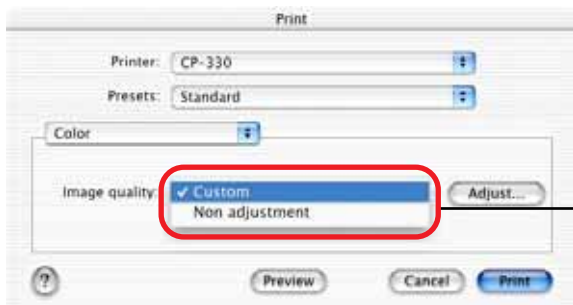 Print
Printer: CP-330
Presets: Standard
Color
Image quality: ✓ Custom Adjust...
Non adjustment
? Preview Cancel Print